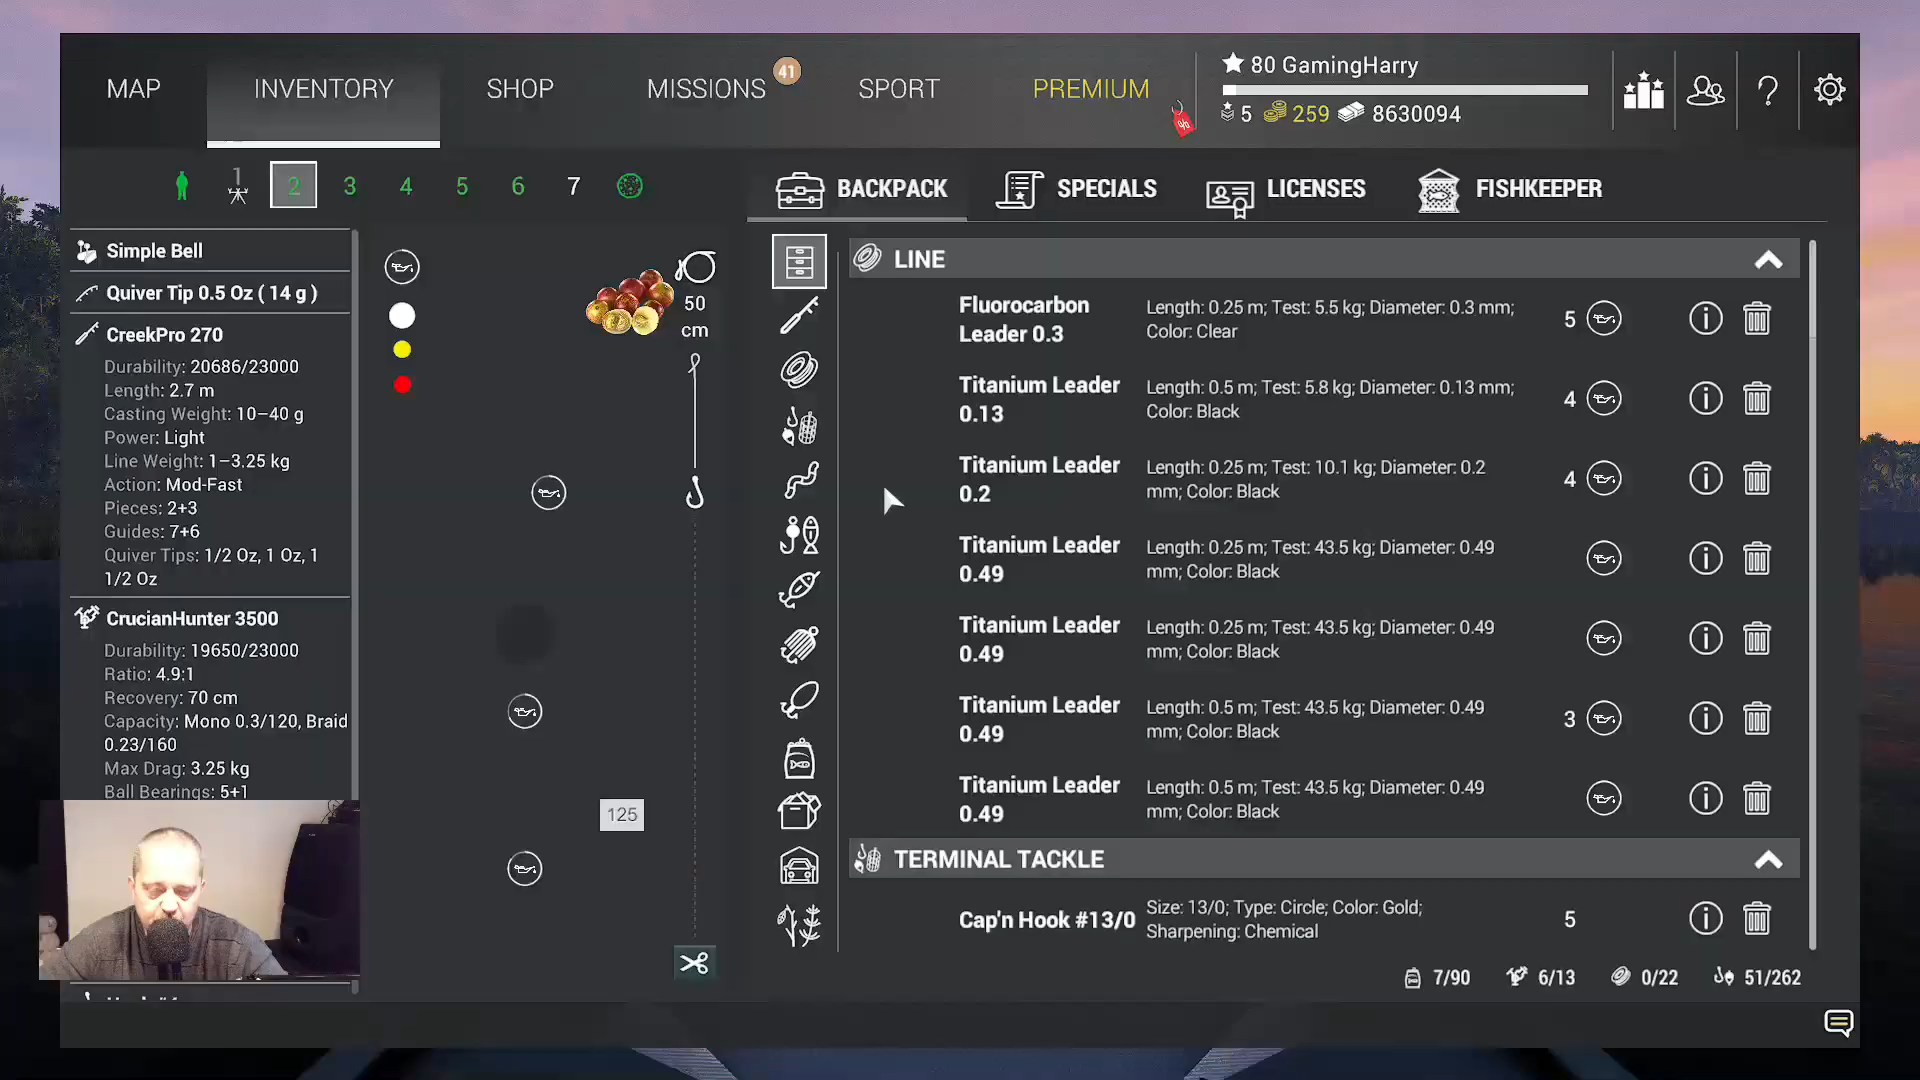 MAP
INVENTORY
SHOP
MISSIONS
41
SPORT
PREMIUM
%
80 GamingHarry
5 259 8630094
?
1 2 3 4 5 6 7
BACKPACK
SPECIALS
LICENSES
FISHKEEPER
Simple Bell
Quiver Tip 0.5 Oz ( 14 g )
CreekPro 270
Durability: 20686/23000
Length: 2.7 m
Casting Weight: 10–40 g
Power: Light
Line Weight: 1–3.25 kg
Action: Mod-Fast
Pieces: 2+3
Guides: 7+6
Quiver Tips: 1/2 Oz, 1 Oz, 1
1/2 Oz
CrucianHunter 3500
Durability: 19650/23000
Ratio: 4.9:1
Recovery: 70 cm
Capacity: Mono 0.3/120, Braid
0.23/160
Max Drag: 3.25 kg
Ball Bearings: 5+1
50
cm
125
LINE
Fluorocarbon
Leader 0.3
Length: 0.25 m; Test: 5.5 kg; Diameter: 0.3 mm;
Color: Clear
5
Titanium Leader
0.13
Length: 0.5 m; Test: 5.8 kg; Diameter: 0.13 mm;
Color: Black
4
Titanium Leader
0.2
Length: 0.25 m; Test: 10.1 kg; Diameter: 0.2
mm; Color: Black
4
Titanium Leader
0.49
Length: 0.25 m; Test: 43.5 kg; Diameter: 0.49
mm; Color: Black
Titanium Leader
0.49
Length: 0.25 m; Test: 43.5 kg; Diameter: 0.49
mm; Color: Black
Titanium Leader
0.49
Length: 0.5 m; Test: 43.5 kg; Diameter: 0.49
mm; Color: Black
3
Titanium Leader
0.49
Length: 0.5 m; Test: 43.5 kg; Diameter: 0.49
mm; Color: Black
TERMINAL TACKLE
Cap'n Hook #13/0
Size: 13/0; Type: Circle; Color: Gold;
Sharpening: Chemical
5
7/90 6/13 0/22 51/262